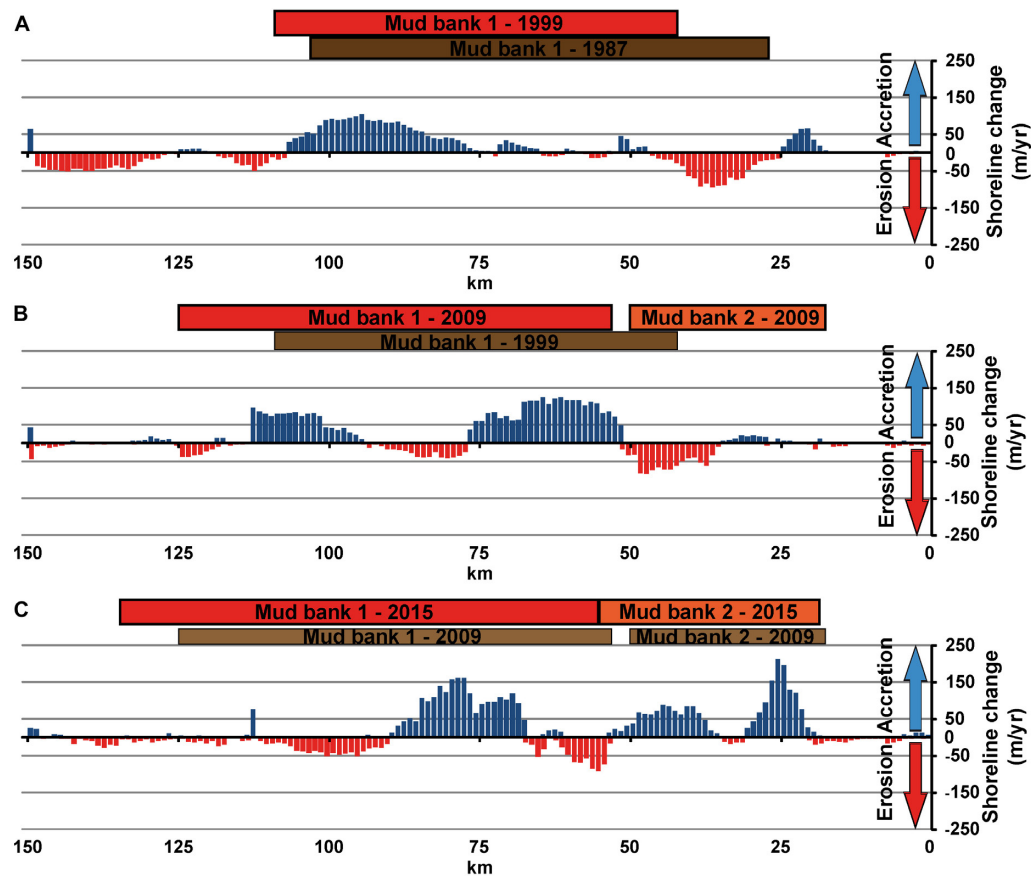 A
Mud bank 1 - 1999
Mud bank 1 - 1987
250
150
50
0
-50
-150
-250
Accretion
Erosion
Shoreline change
(m/yr)
150 125 100 75 50 25 0
km
B
Mud bank 1 - 2009 Mud bank 2 - 2009
Mud bank 1 - 1999
250
150
50
0
-50
-150
-250
Accretion
Erosion
Shoreline change
(m/yr)
150 125 100 75 50 25 0
km
C
Mud bank 1 - 2015 Mud bank 2 - 2015
Mud bank 1 - 2009 Mud bank 2 - 2009
250
150
50
0
-50
-150
-250
Accretion
Erosion
Shoreline change
(m/yr)
150 125 100 75 50 25 0
km